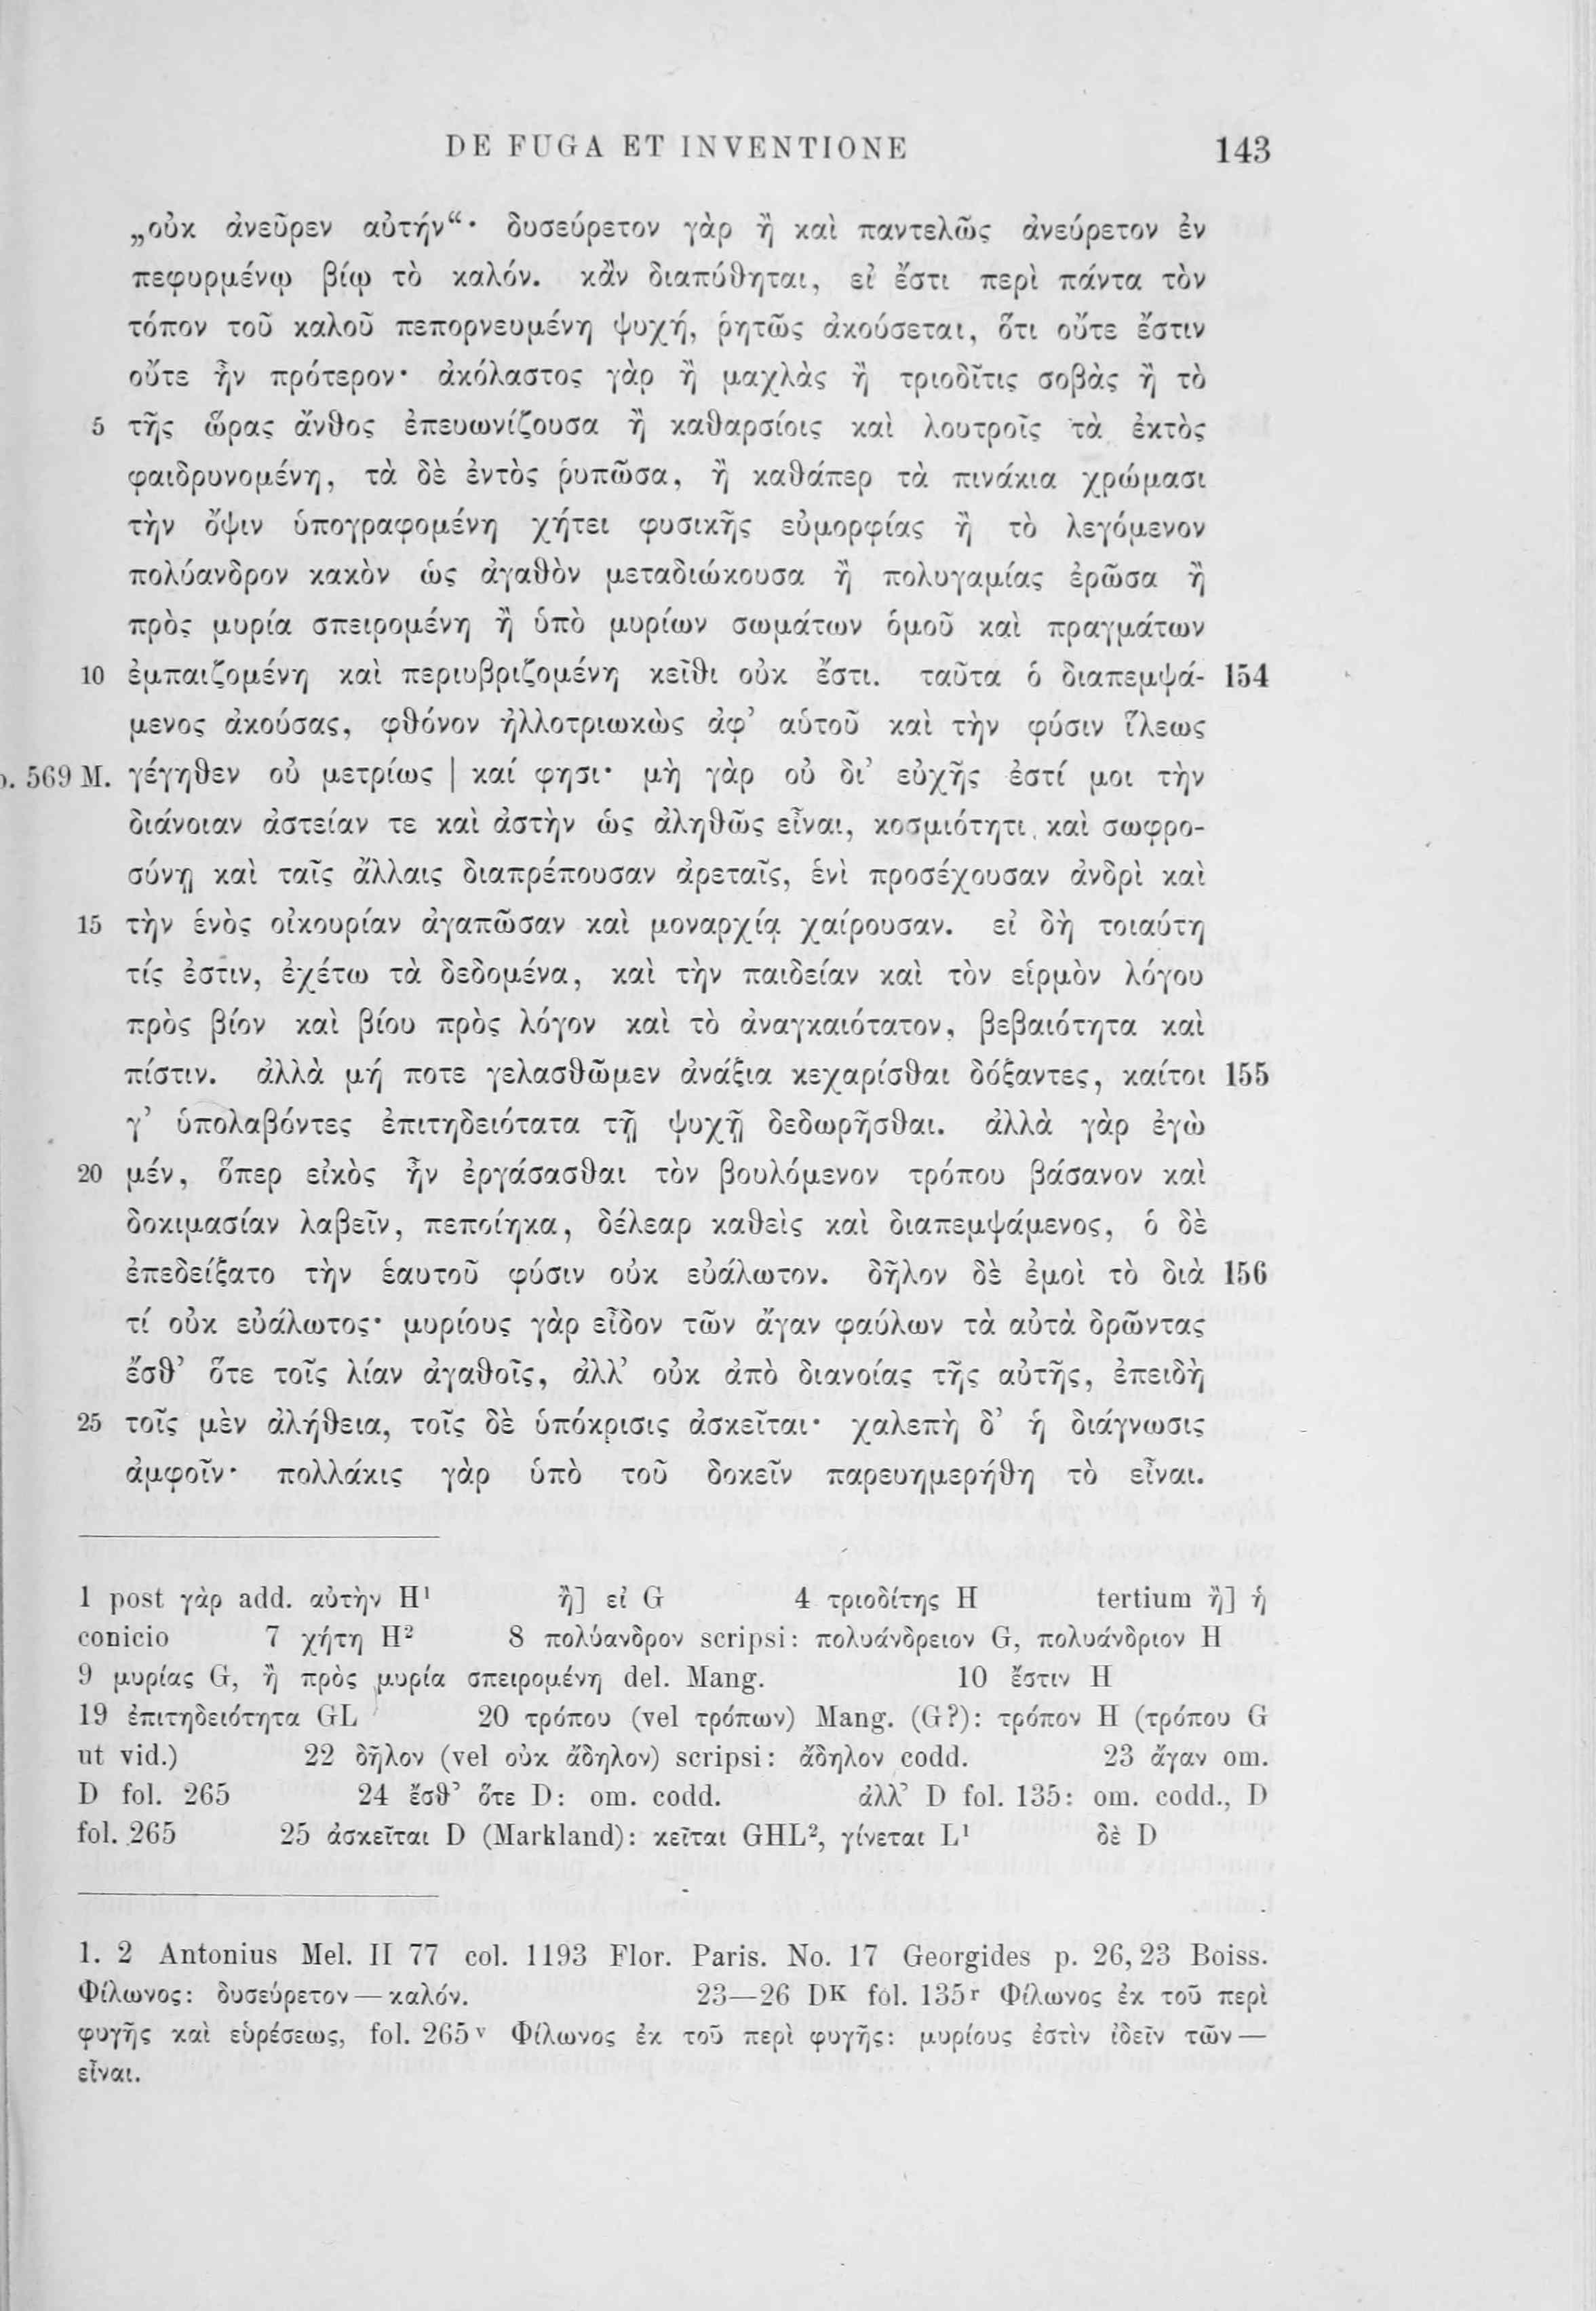 DE FUGA ET INVENTIONE 143
„οὐκ ἀνεῦρεν αὐτήν“· δυσεύρετον γὰρ ἢ καὶ παντελῶς ἀνεύρετον ἐν
πεφυρμένῳ βίῳ τὸ καλόν. κἂν διαπύθηται, εἰ ἔστι περὶ πάντα τὸν
τόπον τοῦ καλοῦ πεπορνευμένη ψυχή, ῥητῶς ἀκούσεται, ὅτι οὔτε ἔστιν
οὔτε ἦν πρότερον· ἀκόλαστος γὰρ ἢ μαχλὰς ἢ τριοδῖτις σοβὰς ἢ τὸ
5 τῆς ὥρας ἄνθος ἐπευωνίζουσα ἢ καθαρσίοις καὶ λουτροῖς τὰ ἐκτὸς
φαιδρυνομένη, τὰ δὲ ἐντὸς ῥυπῶσα, ἢ καθάπερ τὰ πινάκια χρώμασι
τὴν ὄψιν ὑπογραφομένη χήτει φυσικῆς εὐμορφίας ἢ τὸ λεγόμενον
πολύανδρον κακὸν ὡς ἀγαθὸν μεταδιώκουσα ἢ πολυγαμίας ἐρῶσα ἢ
πρὸς μυρία σπειρομένη ἢ ὑπὸ μυρίων σωμάτων ὁμοῦ καὶ πραγμάτων
10 ἐμπαιζομένη καὶ περιυβριζομένη κεῖθι οὐκ ἔστι. ταῦτα ὁ διαπεμψά- 154
μενος ἀκούσας, φθόνον ἠλλοτριωκὼς ἀφ’ αὑτοῦ καὶ τὴν φύσιν ἵλεως
p. 569 M. γέγηθεν οὐ μετρίως | καί φησι· μὴ γὰρ οὐ δι’ εὐχῆς ἐστί μοι τὴν
διάνοιαν ἀστείαν τε καὶ ἀστὴν ὡς ἀληθῶς εἶναι, κοσμιότητι καὶ σωφρο-
σύνῃ καὶ ταῖς ἄλλαις διαπρέπουσαν ἀρεταῖς, ἑνὶ προσέχουσαν ἀνδρὶ καὶ
15 τὴν ἑνὸς οἰκουρίαν ἀγαπῶσαν καὶ μοναρχίᾳ χαίρουσαν. εἰ δὴ τοιαύτη
τίς ἐστιν, ἐχέτω τὰ δεδομένα, καὶ τὴν παιδείαν καὶ τὸν εἱρμὸν λόγου
πρὸς βίον καὶ βίου πρὸς λόγον καὶ τὸ ἀναγκαιότατον, βεβαιότητα καὶ
πίστιν. ἀλλὰ μή ποτε γελασθῶμεν ἀνάξια κεχαρίσθαι δόξαντες, καίτοι 155
γ’ ὑπολαβόντες ἐπιτηδειότατα τῇ ψυχῇ δεδωρῆσθαι. ἀλλὰ γὰρ ἐγὼ
20 μέν, ὅπερ εἰκὸς ἦν ἐργάσασθαι τὸν βουλόμενον τρόπου βάσανον καὶ
δοκιμασίαν λαβεῖν, πεποίηκα, δέλεαρ καθεὶς καὶ διαπεμψάμενος, ὁ δὲ
ἐπεδείξατο τὴν ἑαυτοῦ φύσιν οὐκ εὐάλωτον. δῆλον δὲ ἐμοὶ τὸ διὰ 156
τί οὐκ εὐάλωτος· μυρίους γὰρ εἶδον τῶν ἄγαν φαύλων τὰ αὐτὰ δρῶντας
ἔσθ’ ὅτε τοῖς λίαν ἀγαθοῖς, ἀλλ’ οὐκ ἀπὸ διανοίας τῆς αὐτῆς, ἐπειδὴ
25 τοῖς μὲν ἀλήθεια, τοῖς δὲ ὑπόκρισις ἀσκεῖται· χαλεπὴ δ’ ἡ διάγνωσις
ἀμφοῖν· πολλάκις γὰρ ὑπὸ τοῦ δοκεῖν παρευημερήθη τὸ εἶναι.
1 post γὰρ add. αὐτὴν H¹ ἢ] εἰ G 4 τριοδίτης H tertium ἢ] ἡ
conicio 7 χήτη H² 8 πολύανδρον scripsi: πολυάνδρειον G, πολυάνδριον H
9 μυρίας G, ἢ πρὸς μυρία σπειρομένη del. Mang. 10 ἔστιν H
19 ἐπιτηδειότητα GL 20 τρόπου (vel τρόπων) Mang. (G?): τρόπον H (τρόπου G
ut vid.) 22 δῆλον (vel οὐκ ἄδηλον) scripsi: ἄδηλον codd. 23 ἄγαν om.
D fol. 265 24 ἔσθ’ ὅτε D: om. codd. ἀλλ’ D fol. 135: om. codd., D
fol. 265 25 ἀσκεῖται D (Markland): κεῖται GHL², γίνεται L¹ δὲ D
1. 2 Antonius Mel. II 77 col. 1193 Flor. Paris. No. 17 Georgides p. 26,23 Boiss.
Φίλωνος: δυσεύρετον—καλόν. 23—26 Dᴷ fol. 135ʳ Φίλωνος ἐκ τοῦ περὶ
φυγῆς καὶ εὑρέσεως, fol. 265ᵛ Φίλωνος ἐκ τοῦ περὶ φυγῆς: μυρίους ἐστὶν ἰδεῖν τῶν—
εἶναι.